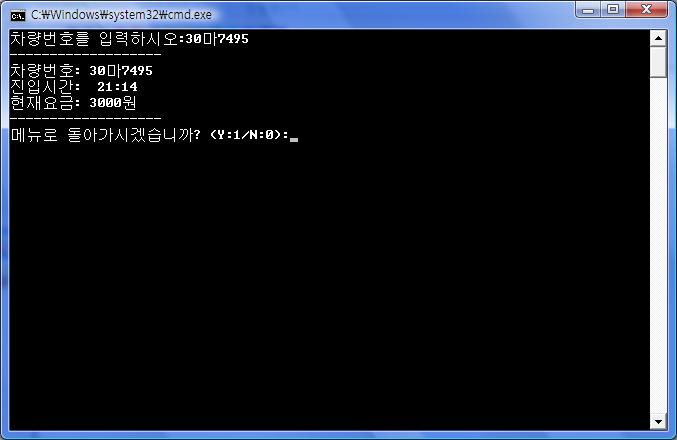 C:\Windows\system32\cmd.exe
차량번호를 입력하시오:30마7495
-------------------
차량번호: 30마7495
진입시간:  21:14
현재요금: 3000원
-------------------
메뉴로 돌아가시겠습니까? (Y:1/N:0):